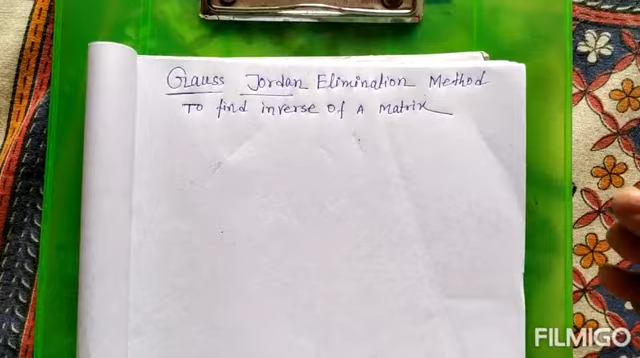 Gauss Jordan Elimination Method
To find inverse of A Matrix
FILMIGO